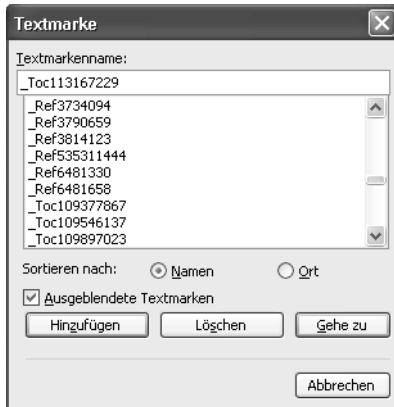 Textmarke
Textmarkenname:
_Toc113167229
_Ref3734094
_Ref3790659
_Ref3814123
_Ref535311444
_Ref6481330
_Ref6481658
_Toc109377867
_Toc109546137
_Toc109897023
Sortieren nach: Namen Ort
Ausgeblendete Textmarken
Hinzufügen Löschen Gehe zu
Abbrechen